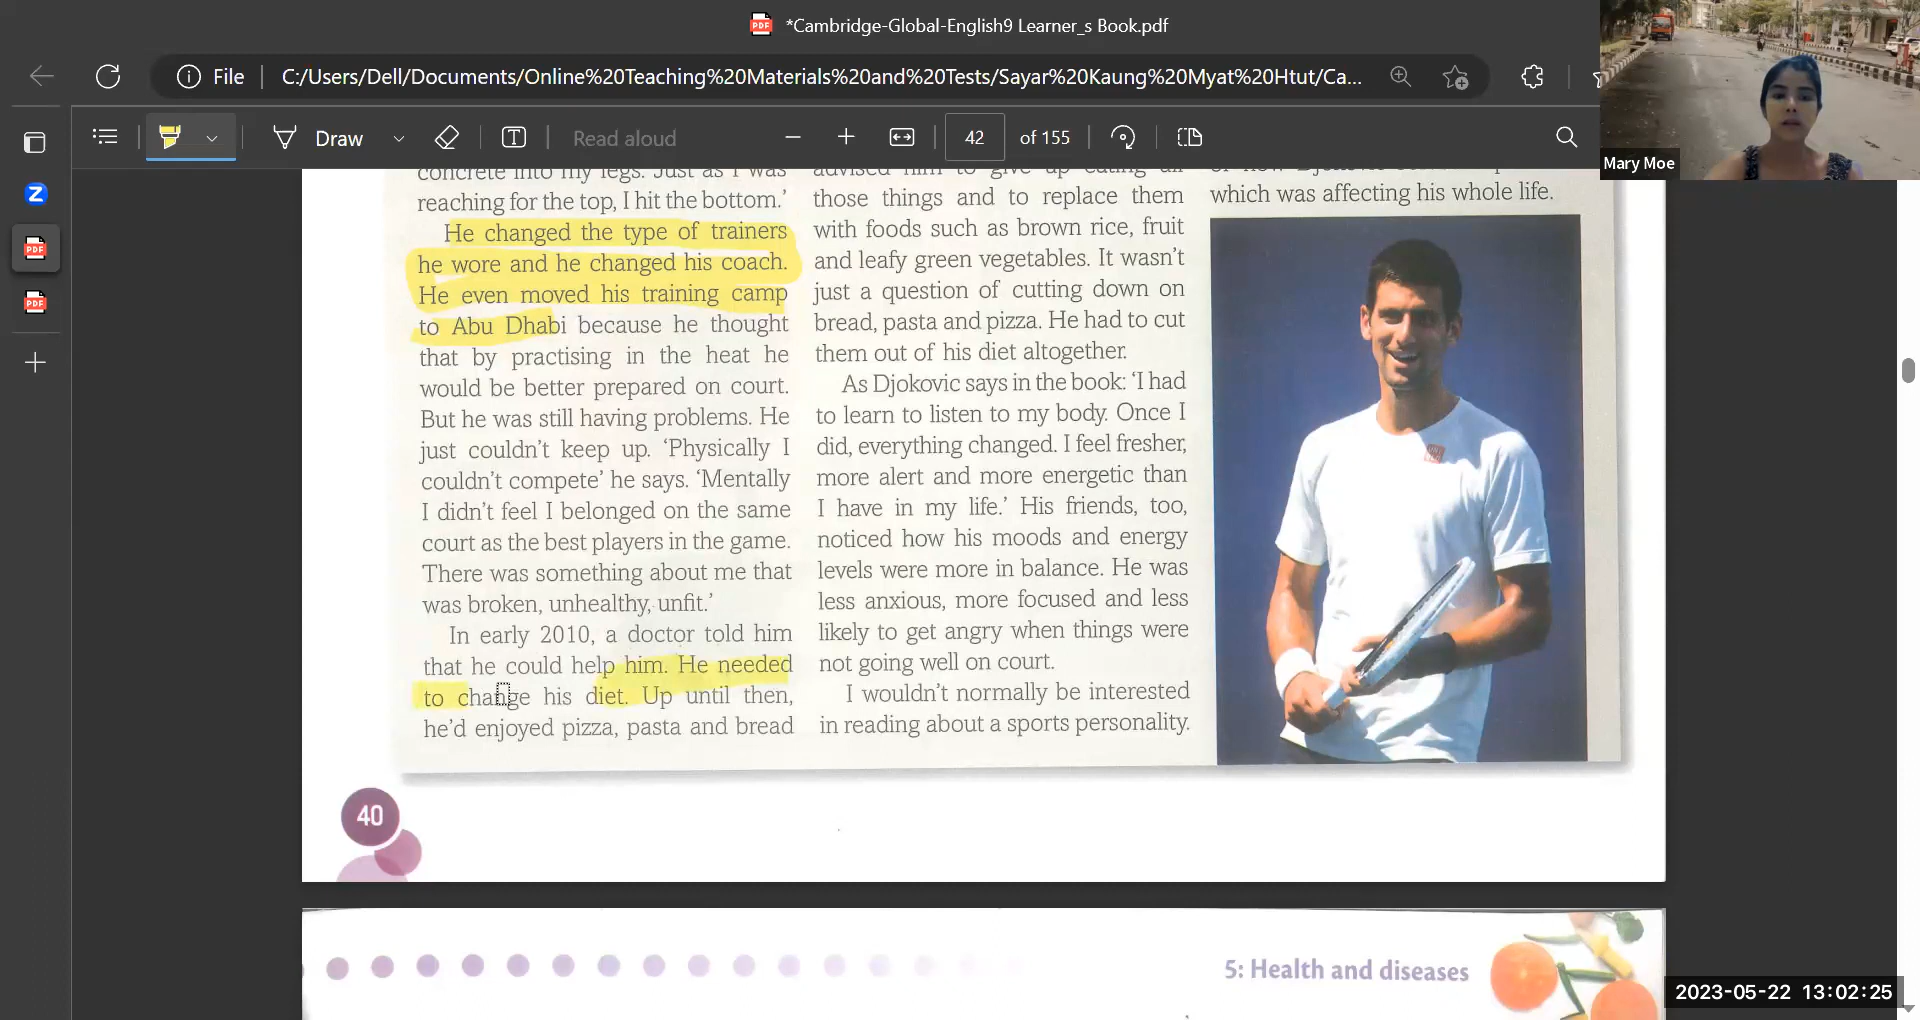 *Cambridge-Global-English9 Learner_s Book.pdf
File
C:/Users/Dell/Documents/Online%20Teaching%20Materials%20and%20Tests/Sayar%20Kaung%20Myat%20Htut/Ca...
Draw
Read aloud
42
of 155
Mary Moe
concrete into my legs. Just as I was
reaching for the top, I hit the bottom.’
He changed the type of trainers
he wore and he changed his coach.
He even moved his training camp
to Abu Dhabi because he thought
that by practising in the heat he
would be better prepared on court.
But he was still having problems. He
just couldn’t keep up. ‘Physically I
couldn’t compete’ he says. ‘Mentally
I didn’t feel I belonged on the same
court as the best players in the game.
There was something about me that
was broken, unhealthy, unfit.’
In early 2010, a doctor told him
that he could help him. He needed
to change his diet. Up until then,
he’d enjoyed pizza, pasta and bread
advised him to give up eating all
those things and to replace them
with foods such as brown rice, fruit
and leafy green vegetables. It wasn’t
just a question of cutting down on
bread, pasta and pizza. He had to cut
them out of his diet altogether.
As Djokovic says in the book: ‘I had
to learn to listen to my body. Once I
did, everything changed. I feel fresher,
more alert and more energetic than
I have in my life.’ His friends, too,
noticed how his moods and energy
levels were more in balance. He was
less anxious, more focused and less
likely to get angry when things were
not going well on court.
I wouldn’t normally be interested
in reading about a sports personality.
which was affecting his whole life.
40
5: Health and diseases
2023-05-22 13:02:25